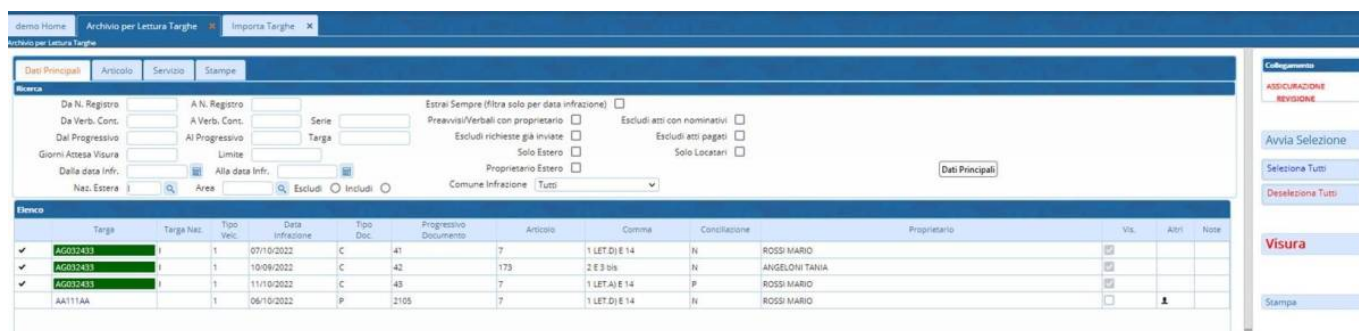 demo Home Archivio per Lettura Targhe × Importa Targhe ×
Archivio per Lettura Targhe
Dati Principali Articolo Servizio Stampe
Ricerca
Da N. Registro A N. Registro Estrai Sempre (filtra solo per data infrazione)
Da Verb. Cont. A Verb. Cont. Serie Preavvisi/Verbali con proprietario Escludi atti con nominativi
Dal Progressivo Al Progressivo Targa Escludi richieste già inviate Escludi atti pagati
Giorni Attesa Visura Limite Solo Estero Solo Locatari
Dalla data Infr. Alla data Infr. Proprietario Estero Dati Principali
Naz. Estera I Area Escludi Includi Comune Infrazione Tutti
Elenco
Targa Targa Naz. Tipo Veic. Data Infrazione Tipo Doc. Progressivo Documento Articolo Comma Conciliazione Proprietario Vis. Altri Note
AG032433 I 1 07/10/2022 C 41 7 1 LET.D) E 14 N ROSSI MARIO
AG032433 I 1 10/09/2022 C 42 173 2 E 3 bis N ANGELONI TANIA
AG032433 I 1 11/10/2022 C 43 7 1 LET.A) E 14 P ROSSI MARIO
AA111AA 1 06/10/2022 P 2105 7 1 LET.D) E 14 N ROSSI MARIO
Collegamento
ASSICURAZIONE
REVISIONE
Avvia Selezione
Seleziona Tutti
Deseleziona Tutti
Visura
Stampa